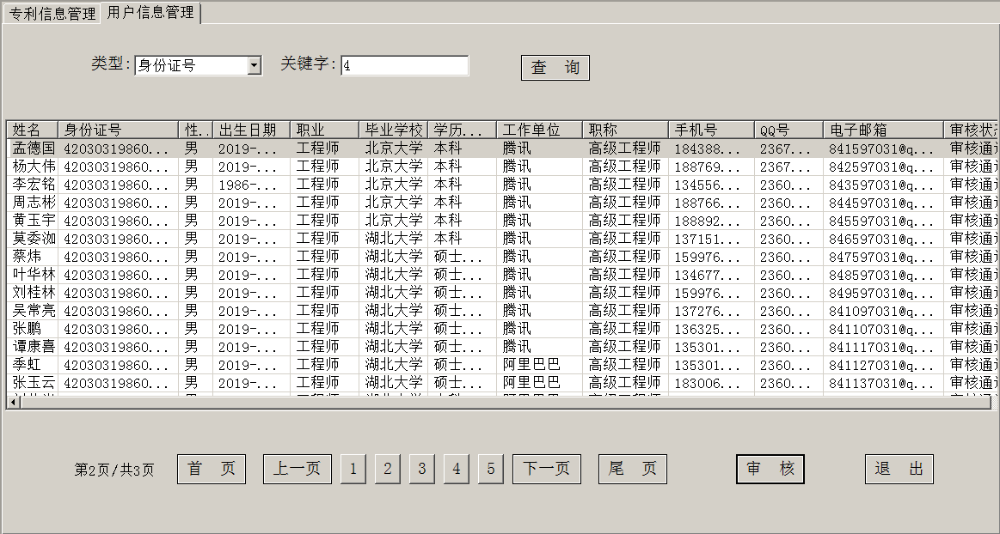 专利信息管理 用户信息管理
类型: 身份证号 关键字: 4 查 询
姓名 身份证号 性.. 出生日期 职业 毕业学校 学历... 工作单位 职称 手机号 QQ号 电子邮箱 审核状态
孟德国 42030319860... 男 2019-... 工程师 北京大学 本科 腾讯 高级工程师 184388... 2367... 841597031@q... 审核通过
杨大伟 42030319860... 男 2019-... 工程师 北京大学 本科 腾讯 高级工程师 188769... 2367... 842597031@q... 审核通过
李宏铭 42030319860... 男 1986-... 工程师 北京大学 本科 腾讯 高级工程师 134556... 2360... 843597031@q... 审核通过
周志彬 42030319860... 男 2019-... 工程师 北京大学 本科 腾讯 高级工程师 188766... 2360... 844597031@q... 审核通过
黄玉宇 42030319860... 男 2019-... 工程师 北京大学 本科 腾讯 高级工程师 188892... 2360... 845597031@q... 审核通过
莫委洳 42030319860... 男 2019-... 工程师 湖北大学 本科 腾讯 高级工程师 137151... 2360... 846597031@q... 审核通过
蔡炜 42030319860... 男 2019-... 工程师 湖北大学 硕士... 腾讯 高级工程师 159976... 2360... 847597031@q... 审核通过
叶华林 42030319860... 男 2019-... 工程师 湖北大学 硕士... 腾讯 高级工程师 134677... 2360... 848597031@q... 审核通过
刘桂林 42030319860... 男 2019-... 工程师 湖北大学 硕士... 腾讯 高级工程师 159976... 2360... 849597031@q... 审核通过
吴常亮 42030319860... 男 2019-... 工程师 湖北大学 硕士... 腾讯 高级工程师 137276... 2360... 841097031@q... 审核通过
张鹏 42030319860... 男 2019-... 工程师 湖北大学 硕士... 腾讯 高级工程师 136325... 2360... 841107031@q... 审核通过
谭康喜 42030319860... 男 2019-... 工程师 湖北大学 硕士... 腾讯 高级工程师 135301... 2360... 841117031@q... 审核通过
季虹 42030319860... 男 2019-... 工程师 湖北大学 硕士... 阿里巴巴 高级工程师 135301... 2360... 841127031@q... 审核通过
张玉云 42030319860... 男 2019-... 工程师 湖北大学 硕士... 阿里巴巴 高级工程师 183006... 2360... 841137031@q... 审核通过
第2页/共3页 首 页 上一页 1 2 3 4 5 下一页 尾 页 审 核 退 出